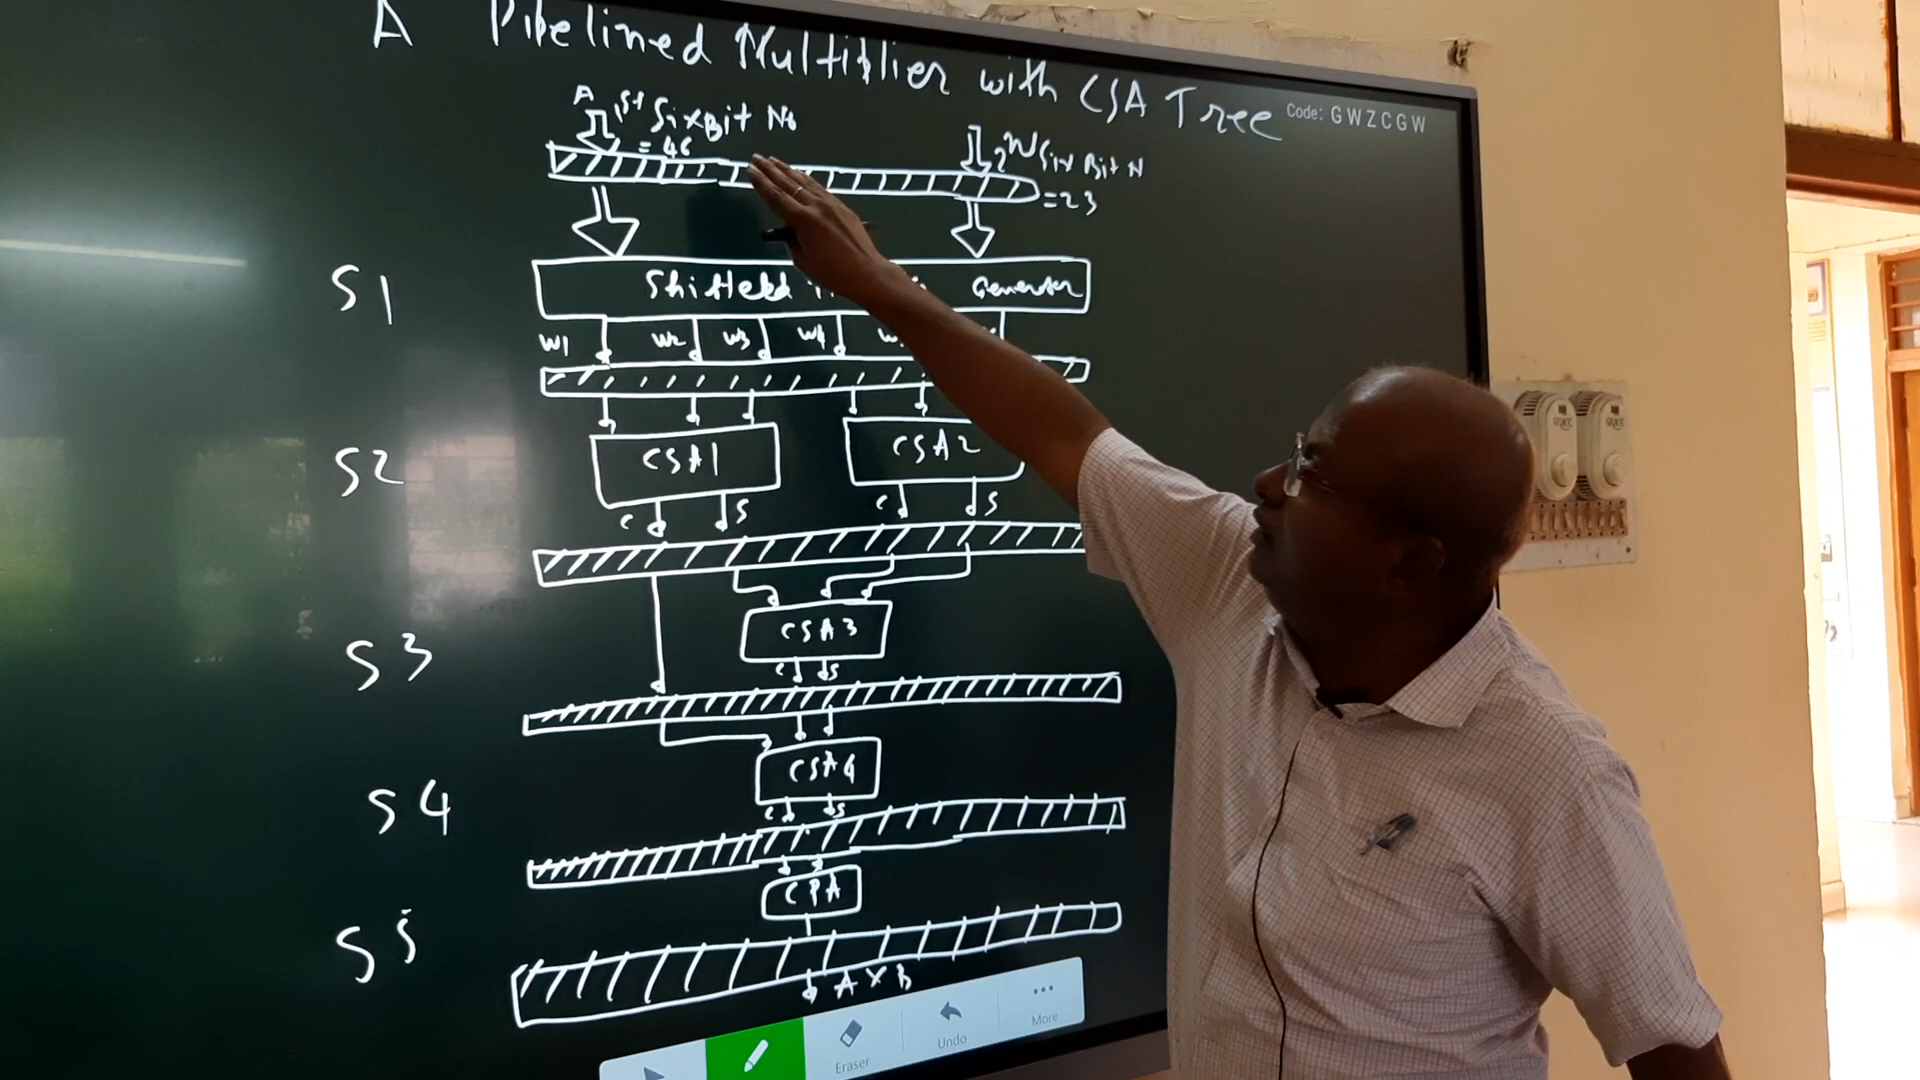 A Pipelined Multiplier with CSA Tree
Code: GWZCGW
A 1st Six Bit No
= 46
2nd Six Bit N
= 23
S1
Shifted Generator
W1 W2 W3 W4
S2
CSA1 CSA2
C S C S
S3
CSA3
C S
S4
CSA4
C S
CPA
S5
A X B
Eraser
Undo
More